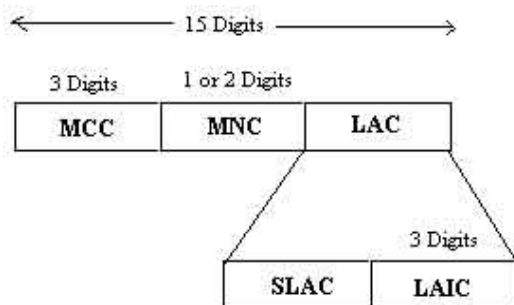 15 Digits
3 Digits 1 or 2 Digits
MCC MNC LAC
3 Digits
SLAC LAIC